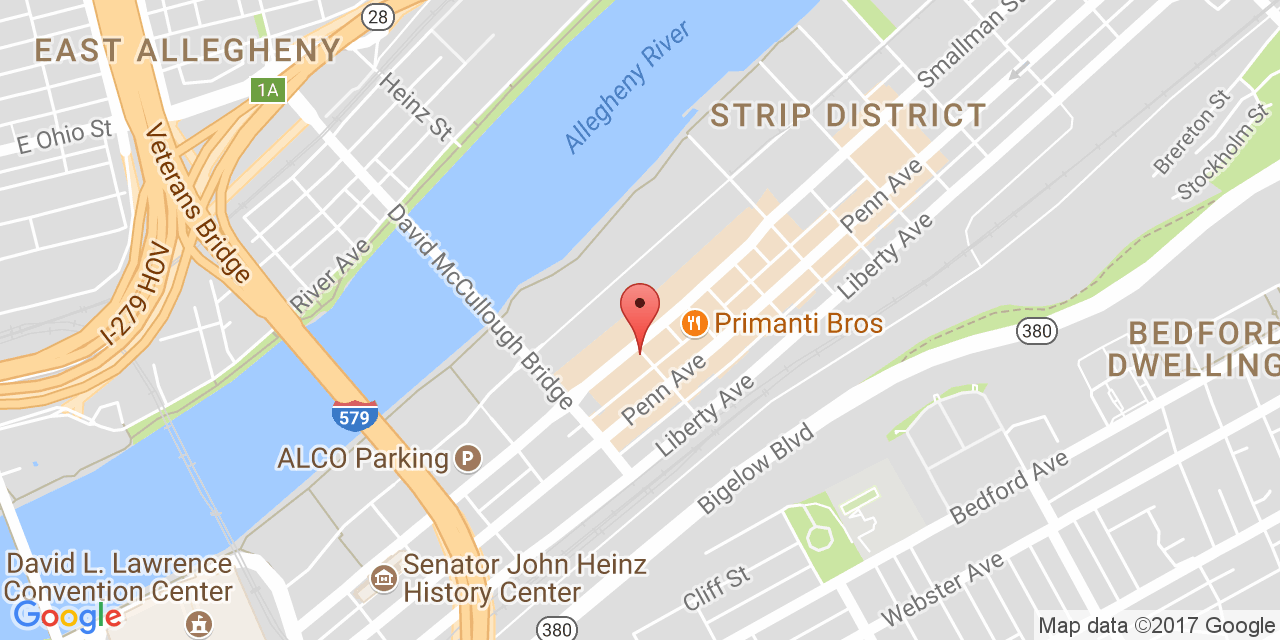 28
EAST ALLEGHENY
Smallman St
Heinz St
Allegheny River
1A
STRIP DISTRICT
E Ohio St
Brereton St
Stockholm St
Veterans Bridge
Penn Ave
David McCullough Bridge
Liberty Ave
River Ave
I-279 HOV
Primanti Bros
380
BEDFORD
DWELLING
Penn Ave
Liberty Ave
579
ALCO Parking
P
Bigelow Blvd
Bedford Ave
David L. Lawrence
Convention Center
Senator John Heinz
History Center
Cliff St
Webster Ave
Google
380
Map data ©2017 Google